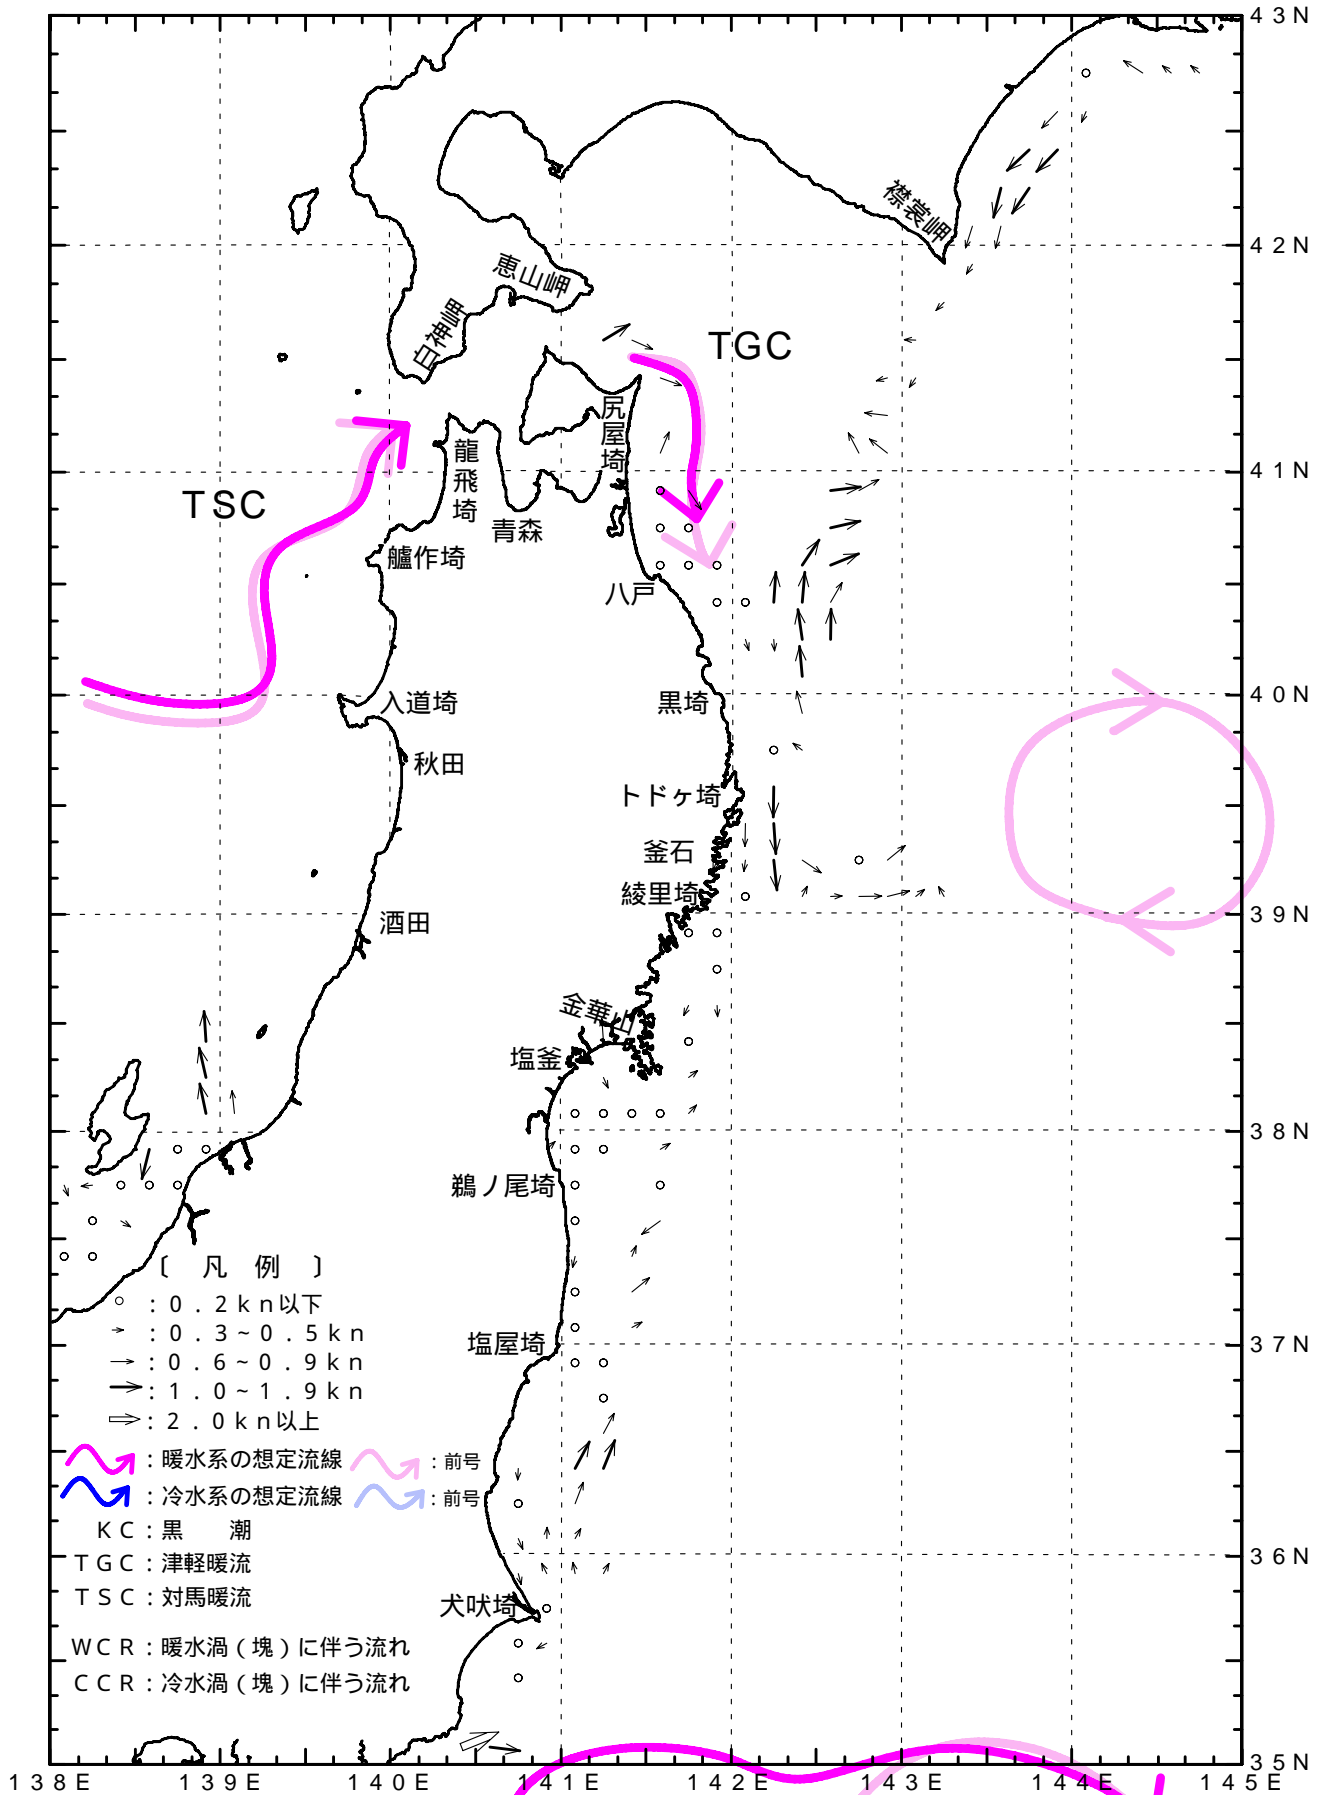 43N
襟裳岬
42N
恵山岬
白神岬
TGC
尻屋埼
龍飛埼
41N
TSC
青森
艫作埼
八戸
40N
入道埼
黒埼
秋田
トドヶ埼
釜石
綾里埼
39N
酒田
金華山
塩釜
38N
鵜ノ尾埼
〔 凡 例 〕
：0．2ｋｎ以下
：0．3～0．5ｋｎ
塩屋埼
37N
：0．6～0．9ｋｎ
：1．0～1．9ｋｎ
：2．0ｋｎ以上
：暖水系の想定流線 ：前号
：冷水系の想定流線 ：前号
KC：黒　潮
36N
TGC：津軽暖流
TSC：対馬暖流
犬吠埼
WCR：暖水渦（塊）に伴う流れ
CCR：冷水渦（塊）に伴う流れ
35N
138E 139E 140E 141E 142E 143E 144E 145E